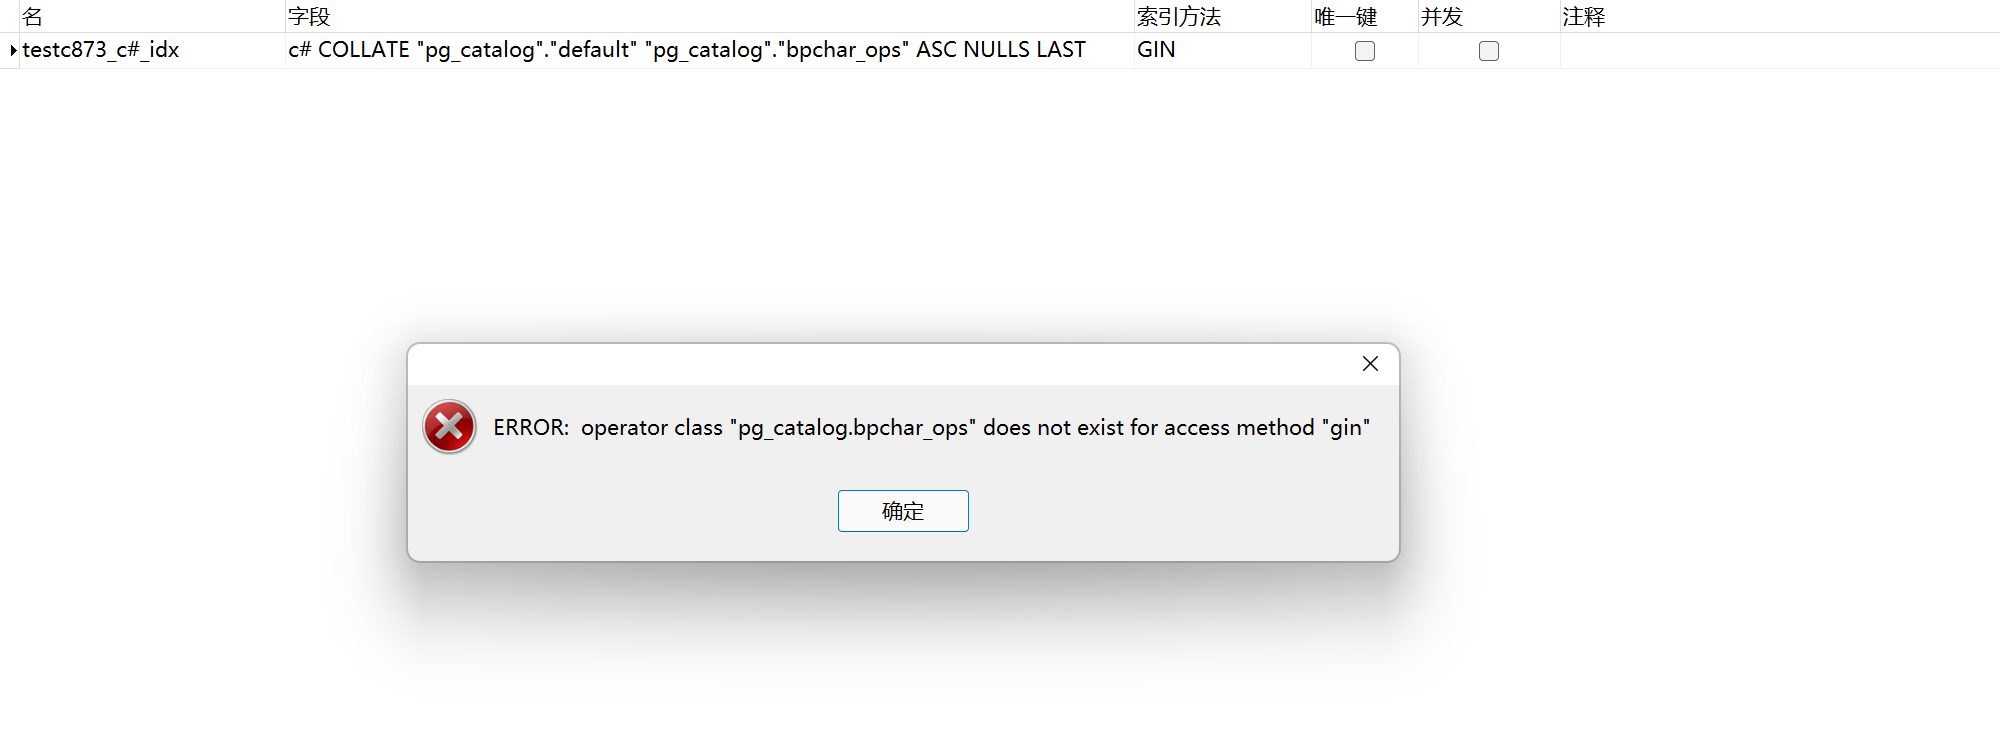 名 字段 索引方法 唯一键 并发 注释
testc873_c#_idx c# COLLATE "pg_catalog"."default" "pg_catalog"."bpchar_ops" ASC NULLS LAST GIN
ERROR:  operator class "pg_catalog.bpchar_ops" does not exist for access method "gin"
确定